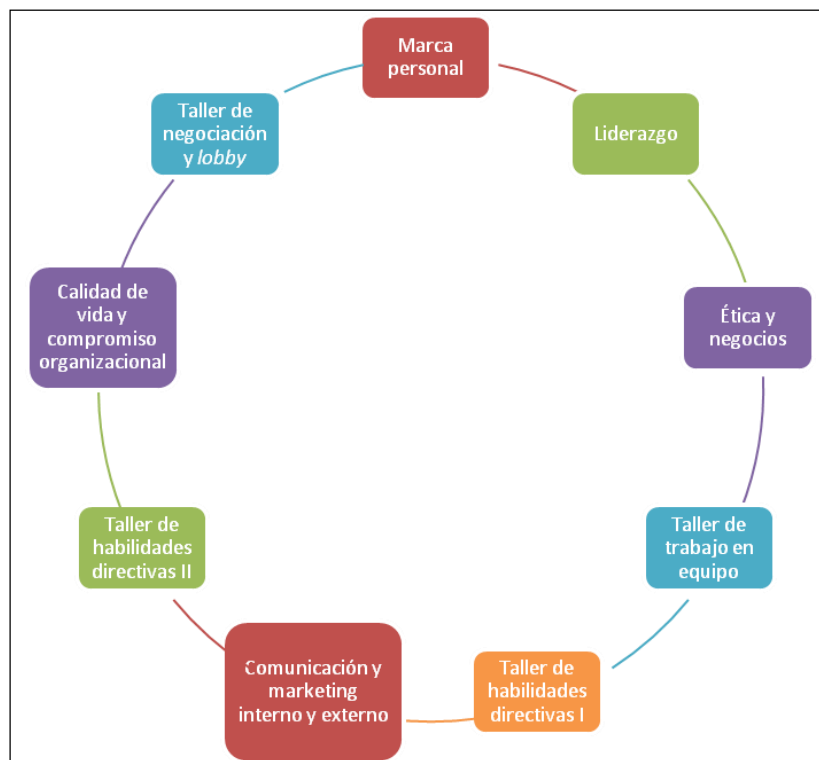 Marca
personal
Liderazgo
Ética y
negocios
Taller de
trabajo en
equipo
Taller de
habilidades
directivas I
Comunicación y
marketing
interno y externo
Taller de
habilidades
directivas II
Calidad de
vida y
compromiso
organizacional
Taller de
negociación
y lobby